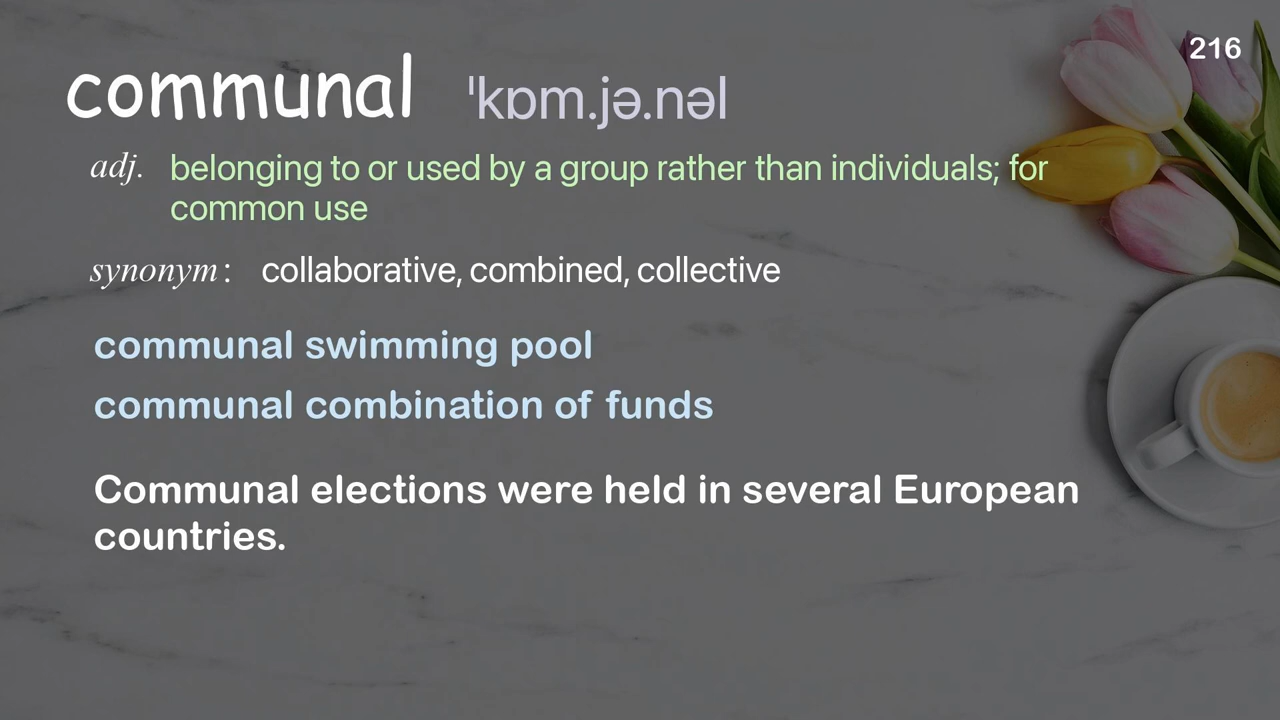 216
communal ˈkɒm.jə.nəl
adj. belonging to or used by a group rather than individuals; for
common use
synonym: collaborative, combined, collective
communal swimming pool
communal combination of funds
Communal elections were held in several European
countries.